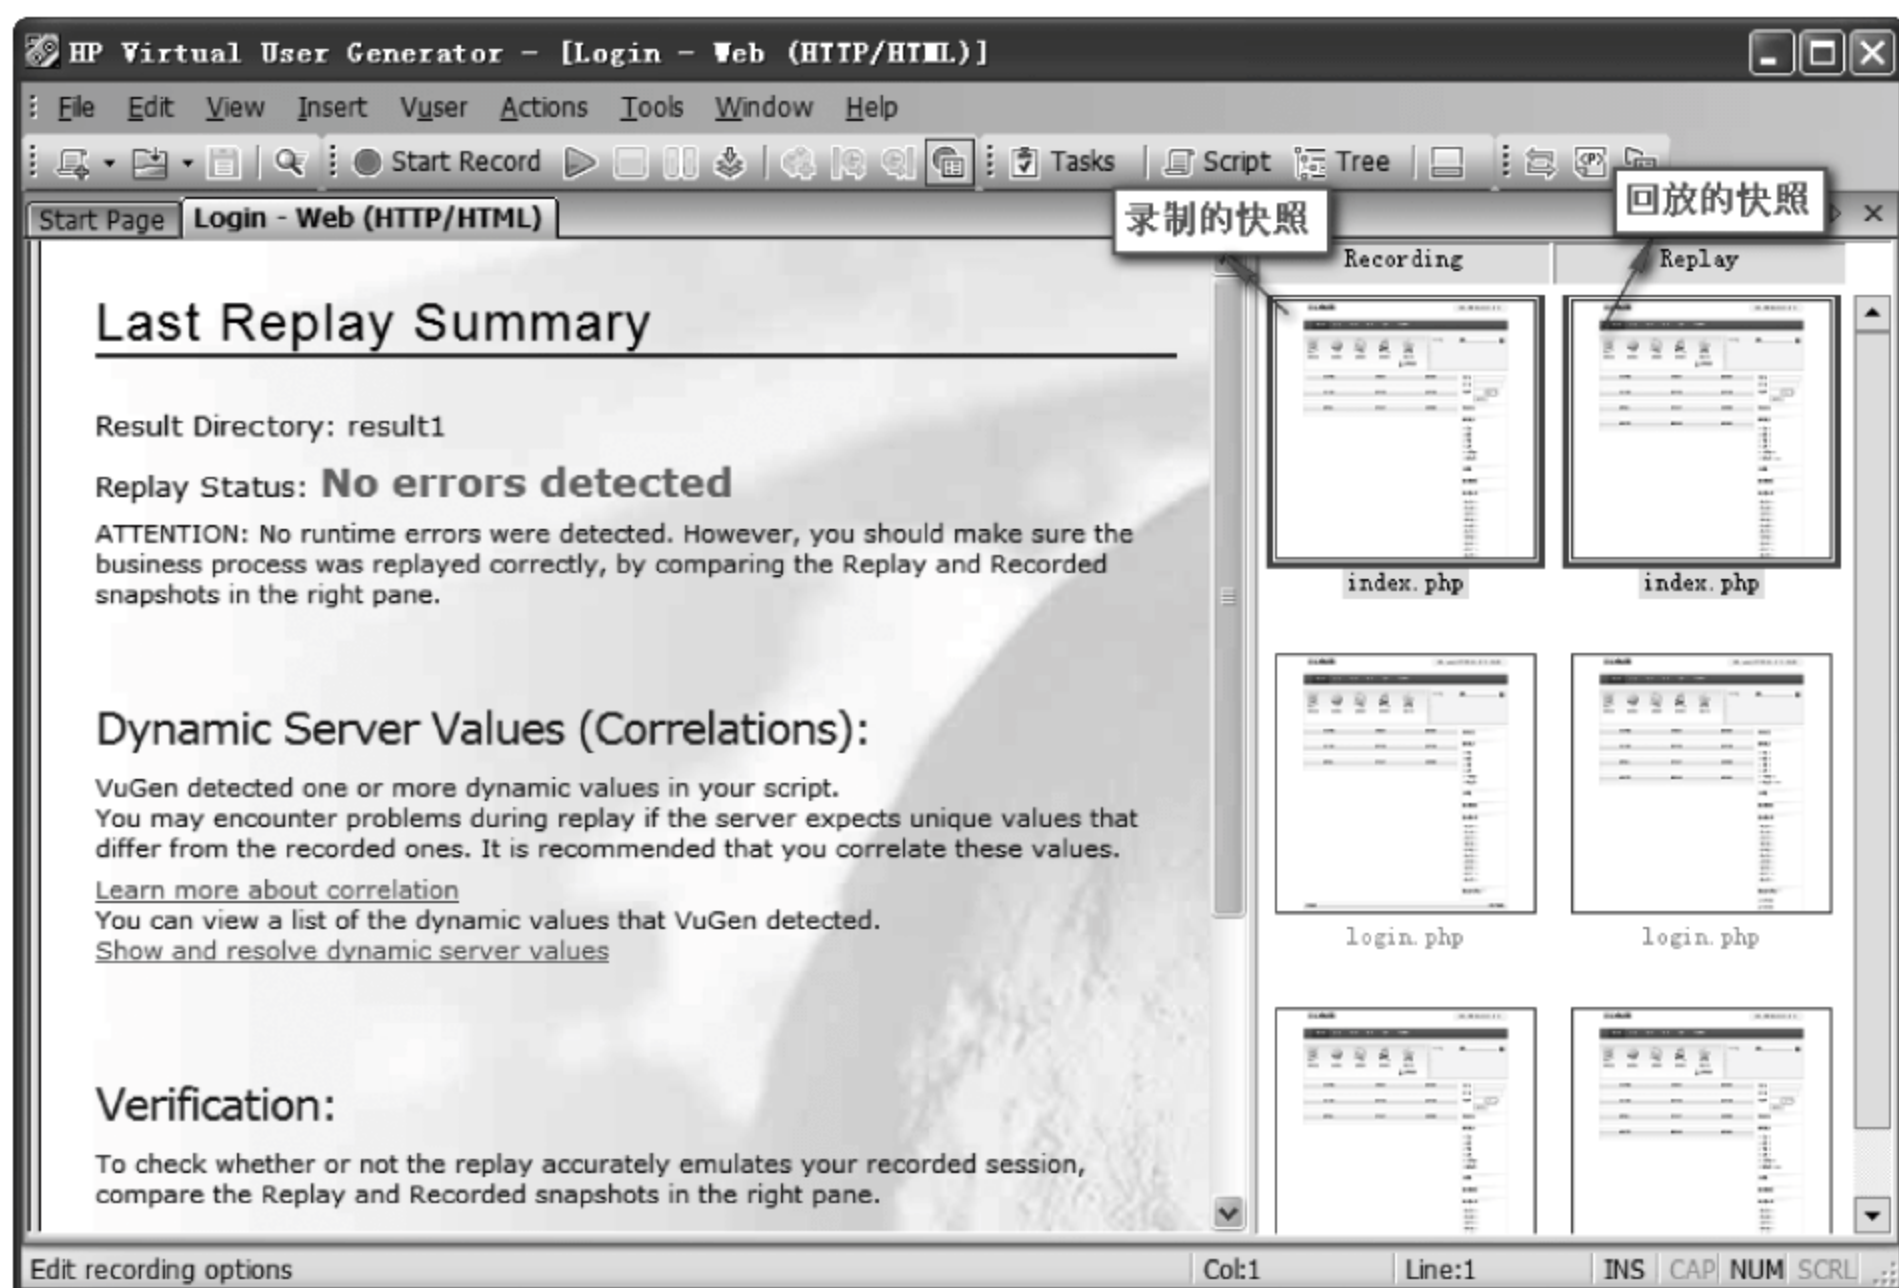 HP Virtual User Generator - [Login - Web (HTTP/HTML)]
File Edit View Insert Vuser Actions Tools Window Help
Start Record Tasks Script Tree
录制的快照
回放的快照
Start Page
Login - Web (HTTP/HTML)
Recording
Replay
Last Replay Summary
Result Directory: result1
Replay Status: No errors detected
ATTENTION: No runtime errors were detected. However, you should make sure the
business process was replayed correctly, by comparing the Replay and Recorded
snapshots in the right pane.
index.php
index.php
Dynamic Server Values (Correlations):
VuGen detected one or more dynamic values in your script.
You may encounter problems during replay if the server expects unique values that
differ from the recorded ones. It is recommended that you correlate these values.
Learn more about correlation
You can view a list of the dynamic values that VuGen detected.
Show and resolve dynamic server values
login.php
login.php
Verification:
To check whether or not the replay accurately emulates your recorded session,
compare the Replay and Recorded snapshots in the right pane.
Edit recording options
Col:1
Line:1
INS CAP NUM SCRL